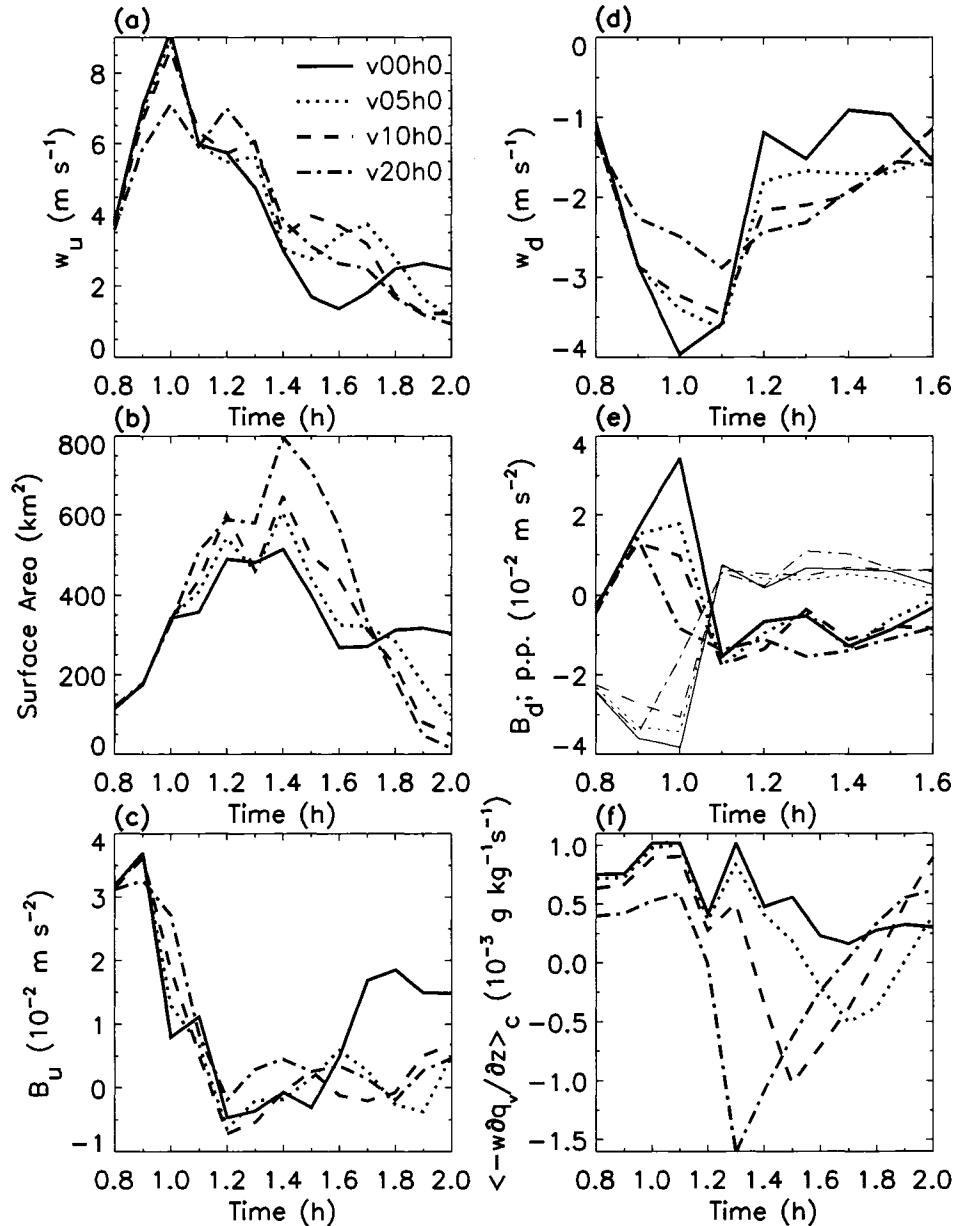 (a)
8
6
4
2
0
w_u (m s⁻¹)
v00h0
v05h0
v10h0
v20h0
0.8 1.0 1.2 1.4 1.6 1.8 2.0
Time (h)
(d)
0
−1
−2
−3
−4
w_d (m s⁻¹)
0.8 1.0 1.2 1.4 1.6
Time (h)
(b)
800
600
400
200
0
Surface Area (km²)
0.8 1.0 1.2 1.4 1.6 1.8 2.0
Time (h)
(e)
4
2
0
−2
−4
B_d; p.p. (10⁻² m s⁻²)
0.8 1.0 1.2 1.4 1.6
Time (h)
(c)
4
3
2
1
0
−1
B_u (10⁻² m s⁻²)
0.8 1.0 1.2 1.4 1.6 1.8 2.0
Time (h)
(f)
1.0
0.5
0.0
−0.5
−1.0
−1.5
<−w∂q_v/∂z>_c (10⁻³ g kg⁻¹s⁻¹)
0.8 1.0 1.2 1.4 1.6 1.8 2.0
Time (h)